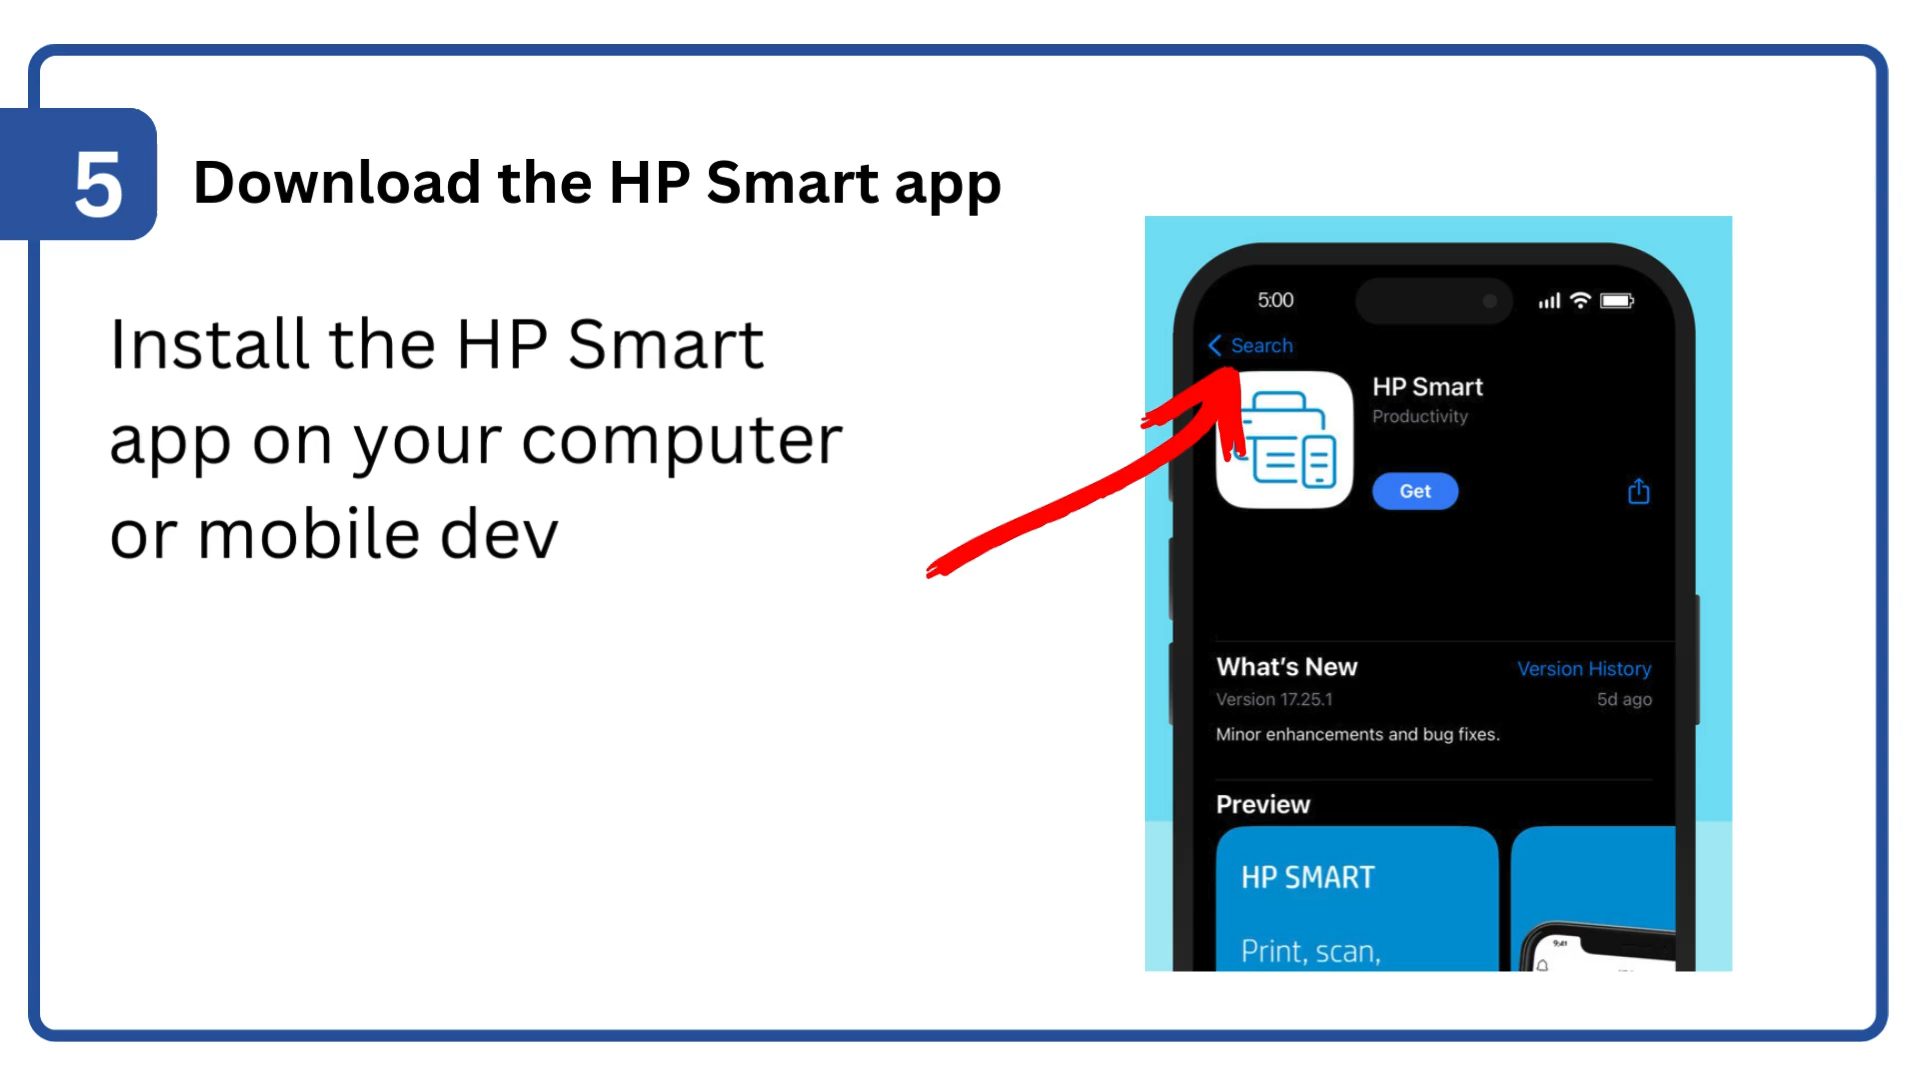 5
Download the HP Smart app
Install the HP Smart
app on your computer
or mobile dev
5:00
Search
HP Smart
Productivity
Get
What's New
Version History
Version 17.25.1
5d ago
Minor enhancements and bug fixes.
Preview
HP SMART
Print, scan,
9:41